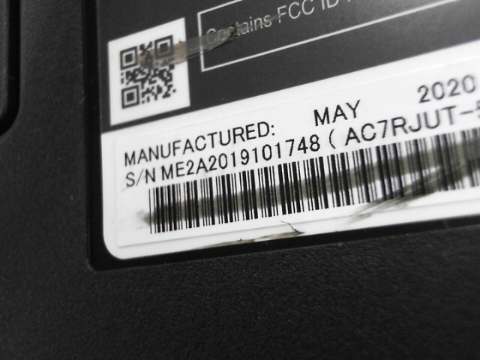 Contains FCC ID
MANUFACTURED: MAY 2020
S/N ME2A2019101748 ( AC7RJUT-